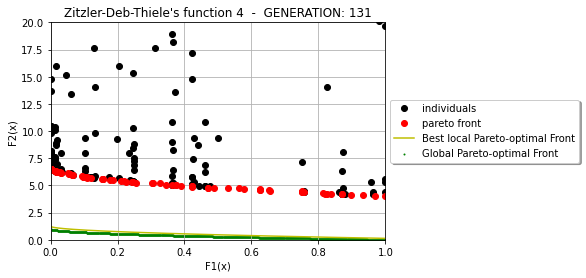 Zitzler-Deb-Thiele's function 4 - GENERATION: 131
20.0
17.5
15.0
12.5
10.0
7.5
5.0
2.5
0.0
F2(x)
0.0 0.2 0.4 0.6 0.8 1.0
F1(x)
individuals
pareto front
Best local Pareto-optimal Front
Global Pareto-optimal Front